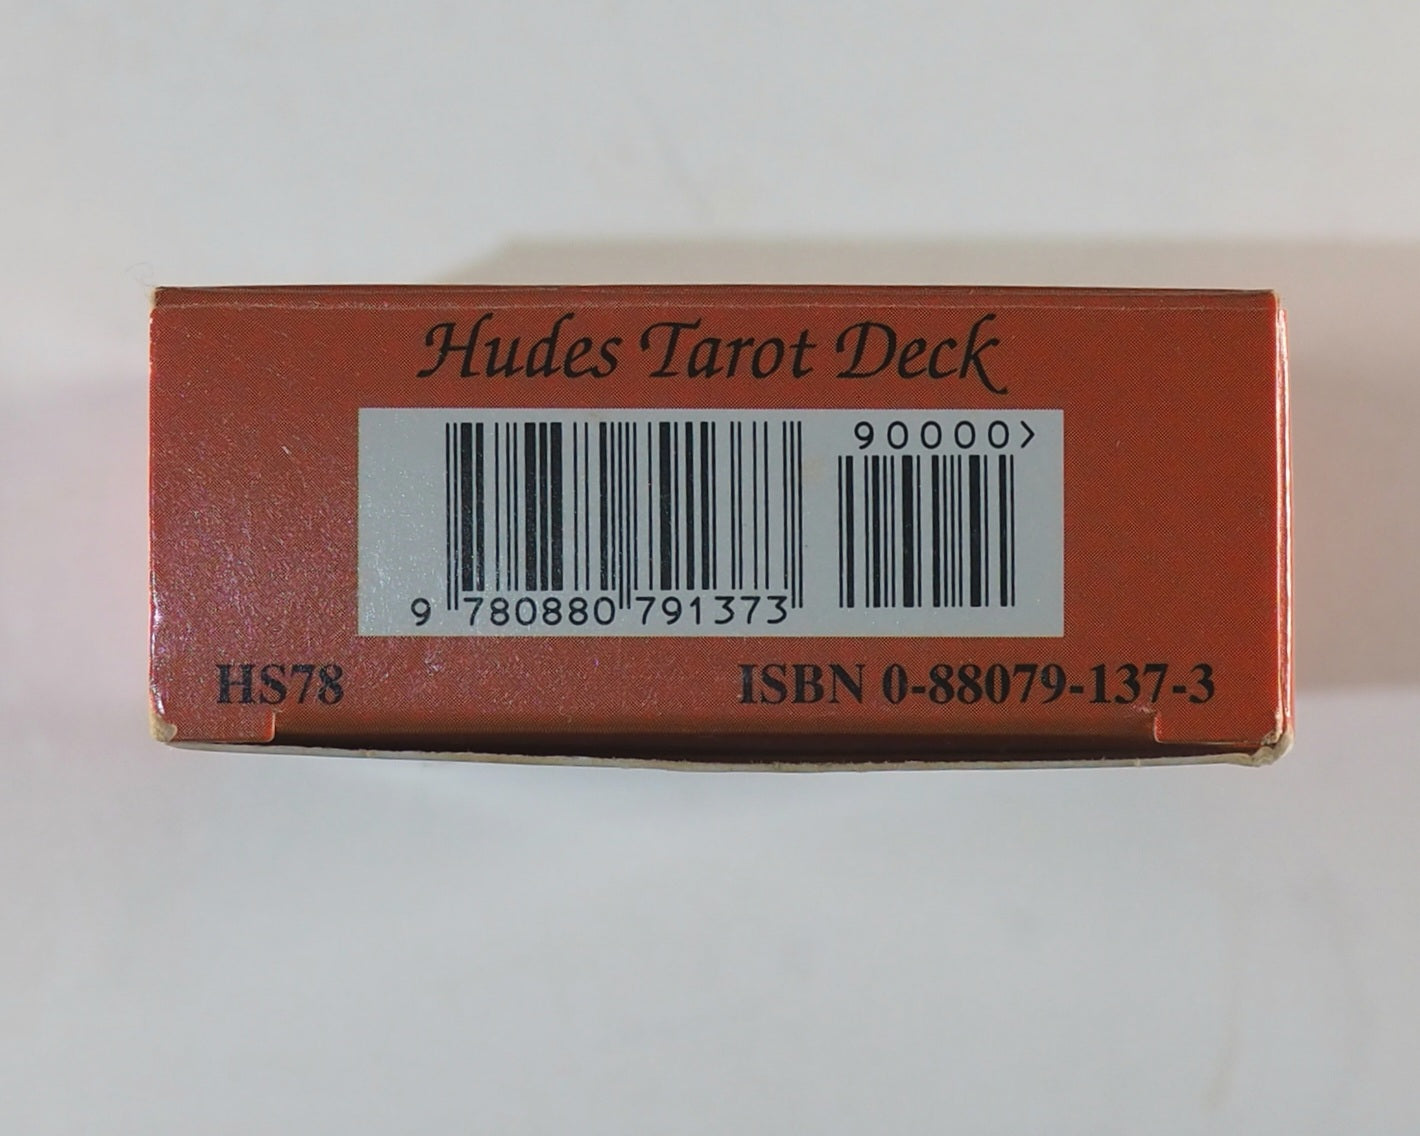 Hudes Tarot Deck
90000>
9 780880 791373
HS78
ISBN 0-88079-137-3